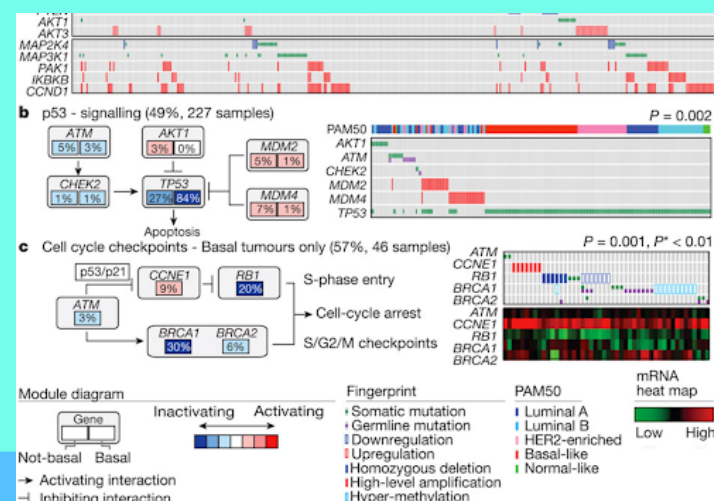 AKT1
AKT3
MAP2K4
MAP3K1
PAK1
IKBKB
CCND1
b p53 - signalling (49%, 227 samples)
P = 0.002
ATM
5% 3%
AKT1
3% 0%
MDM2
5% 1%
CHEK2
1% 1%
TP53
27% 84%
MDM4
7% 1%
Apoptosis
PAM50
AKT1
ATM
CHEK2
MDM2
MDM4
TP53
c Cell cycle checkpoints - Basal tumours only (57%, 46 samples)
P = 0.001, P* < 0.01
p53/p21
CCNE1
9%
RB1
20%
S-phase entry
ATM
3%
Cell-cycle arrest
BRCA1
30%
BRCA2
6%
S/G2/M checkpoints
ATM
CCNE1
RB1
BRCA1
BRCA2
ATM
CCNE1
RB1
BRCA1
BRCA2
Module diagram
Gene
Not-basal Basal
Inactivating Activating
Activating interaction
Inhibiting interaction
Fingerprint
Somatic mutation
Germline mutation
Downregulation
Upregulation
Homozygous deletion
High-level amplification
Hyper-methylation
PAM50
Luminal A
Luminal B
HER2-enriched
Basal-like
Normal-like
mRNA
heat map
Low High